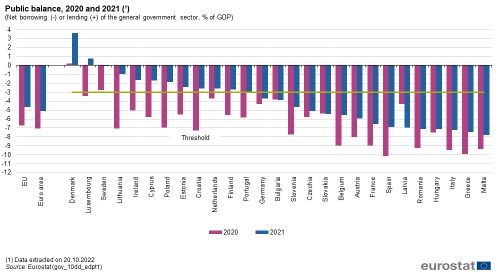 Public balance, 2020 and 2021 (¹)
(Net borrowing (-) or lending (+) of the general government sector, % of GDP)
4
3
2
1
0
-1
-2
-3
-4
-5
-6
-7
-8
-9
-10
-11
-12
Threshold
EU
Euro area
Denmark
Luxembourg
Sweden
Lithuania
Ireland
Cyprus
Poland
Estonia
Croatia
Netherlands
Finland
Portugal
Germany
Bulgaria
Slovenia
Czechia
Slovakia
Belgium
Austria
France
Spain
Latvia
Romania
Hungary
Italy
Greece
Malta
2020 2021
(1) Data extracted on 20.10.2022
Source: Eurostat (gov_10dd_edpt1)
eurostat